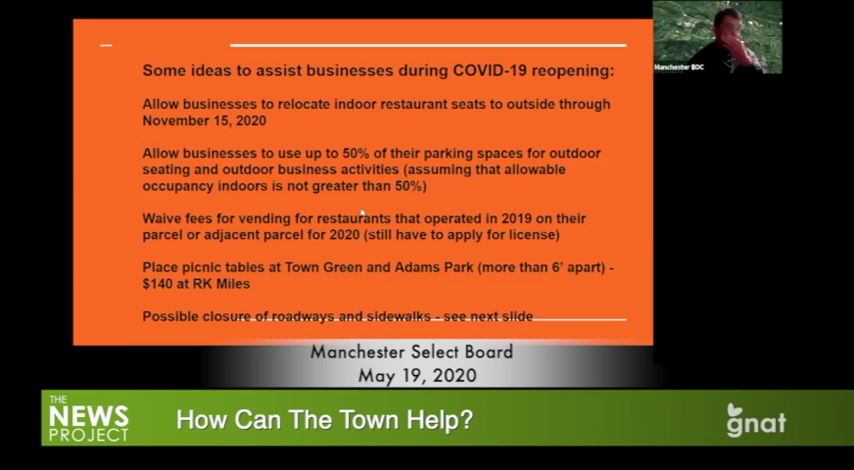 Some ideas to assist businesses during COVID-19 reopening:
Allow businesses to relocate indoor restaurant seats to outside through
November 15, 2020
Allow businesses to use up to 50% of their parking spaces for outdoor
seating and outdoor business activities (assuming that allowable
occupancy indoors is not greater than 50%)
Waive fees for vending for restaurants that operated in 2019 on their
parcel or adjacent parcel for 2020 (still have to apply for license)
Place picnic tables at Town Green and Adams Park (more than 6' apart) -
$140 at RK Miles
Possible closure of roadways and sidewalks - see next slide
Manchester EOC
Manchester Select Board
May 19, 2020
THE
NEWS
PROJECT
How Can The Town Help?
gnat